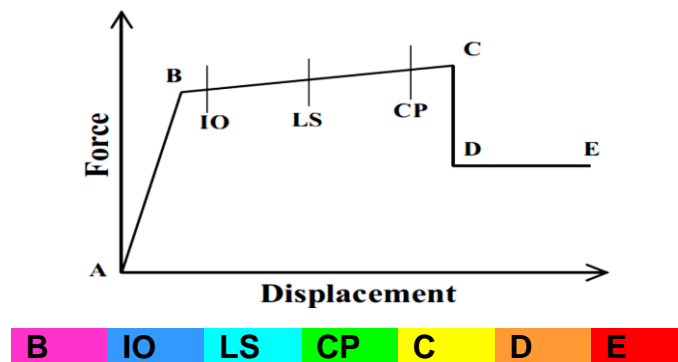 C
B
IO
LS
CP
Force
D
E
A
Displacement
B IO LS CP C D E